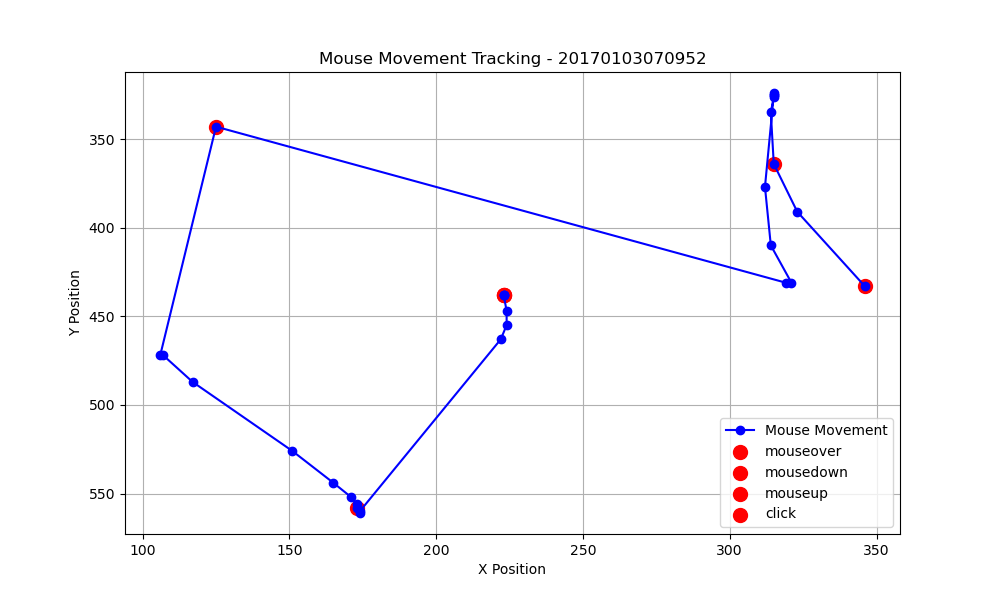 Mouse Movement Tracking - 20170103070952
Y Position
350
400
450
500
550
100 150 200 250 300 350
X Position
Mouse Movement
mouseover
mousedown
mouseup
click